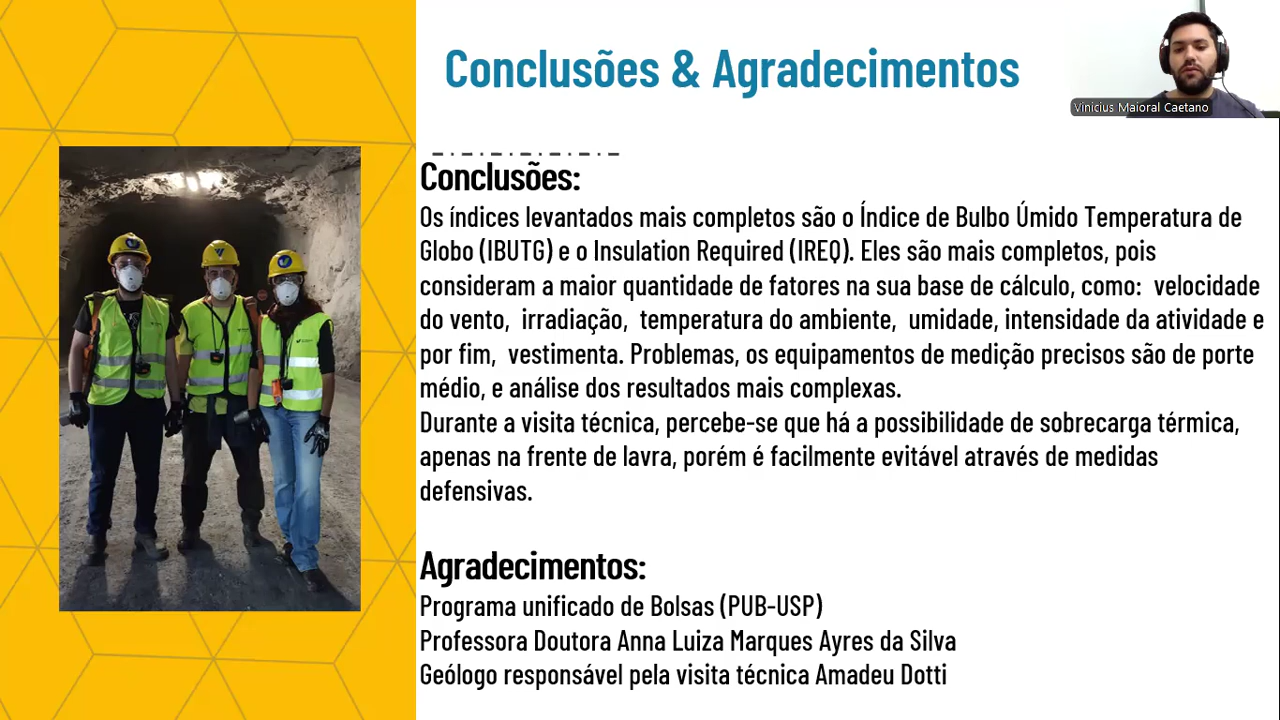 Conclusões & Agradecimentos
Vinicius Maioral Caetano
Conclusões:
Os índices levantados mais completos são o Índice de Bulbo Úmido Temperatura de
Globo (IBUTG) e o Insulation Required (IREQ). Eles são mais completos, pois
consideram a maior quantidade de fatores na sua base de cálculo, como: velocidade
do vento, irradiação, temperatura do ambiente, umidade, intensidade da atividade e
por fim, vestimenta. Problemas, os equipamentos de medição precisos são de porte
médio, e análise dos resultados mais complexas.
Durante a visita técnica, percebe-se que há a possibilidade de sobrecarga térmica,
apenas na frente de lavra, porém é facilmente evitável através de medidas
defensivas.
Agradecimentos:
Programa unificado de Bolsas (PUB-USP)
Professora Doutora Anna Luiza Marques Ayres da Silva
Geólogo responsável pela visita técnica Amadeu Dotti